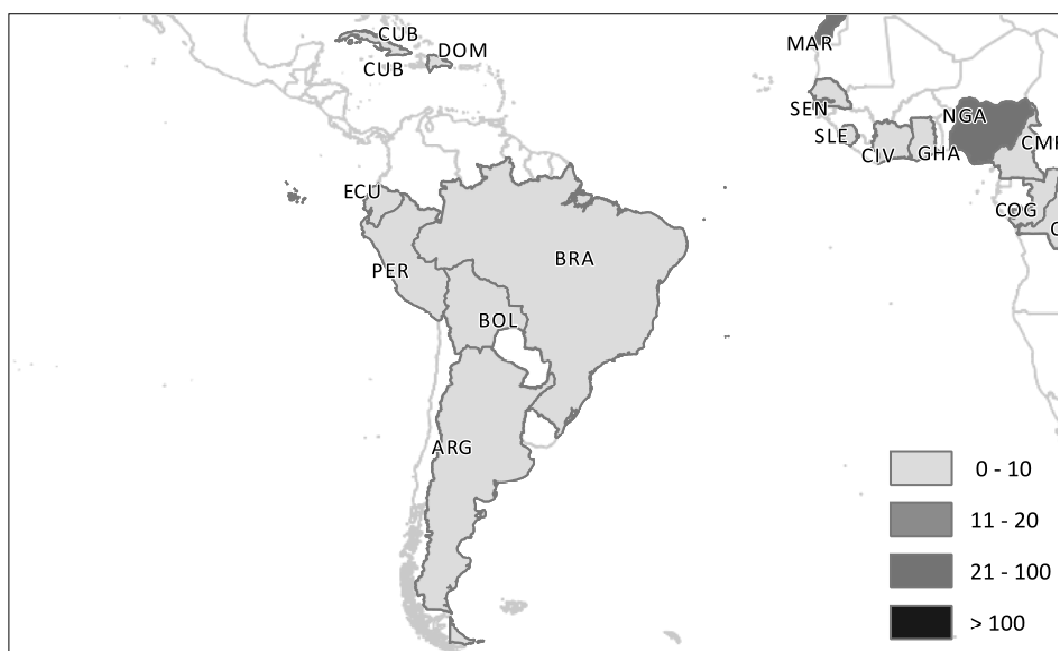 CUB
DOM
CUB
MAR
SEN
NGA
SLE
CIV
GHA
CMR
ECU
COG
PER
BRA
BOL
ARG
0 - 10
11 - 20
21 - 100
> 100